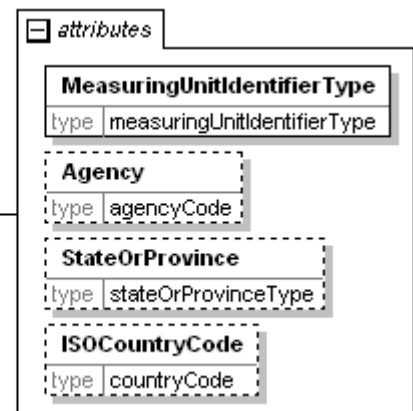 attributes
MeasuringUnitIdentifierType
type measuringUnitIdentifierType
Agency
type agencyCode
StateOrProvince
type stateOrProvinceType
ISOCountryCode
type countryCode